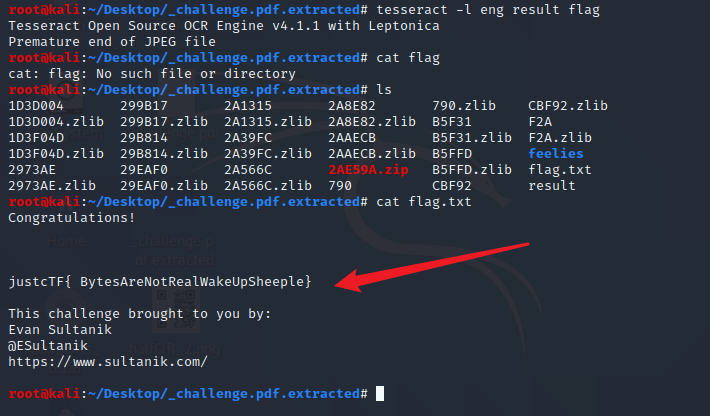 root@kali:~/Desktop/_challenge.pdf.extracted# tesseract -l eng result flag
Tesseract Open Source OCR Engine v4.1.1 with Leptonica
Premature end of JPEG file
root@kali:~/Desktop/_challenge.pdf.extracted# cat flag
cat: flag: No such file or directory
root@kali:~/Desktop/_challenge.pdf.extracted# ls
1D3D004 299B17 2A1315 2A8E82 790.zlib CBF92.zlib
1D3D004.zlib 299B17.zlib 2A1315.zlib 2A8E82.zlib B5F31 F2A
1D3F04D 29B814 2A39FC 2AAECB B5F31.zlib F2A.zlib
1D3F04D.zlib 29B814.zlib 2A39FC.zlib 2AAECB.zlib B5FFD feelies
2973AE 29EAF0 2A566C 2AE59A.zip B5FFD.zlib flag.txt
2973AE.zlib 29EAF0.zlib 2A566C.zlib 790 CBF92 result
root@kali:~/Desktop/_challenge.pdf.extracted# cat flag.txt
Congratulations!
justcTF{ BytesAreNotRealWakeUpSheeple}
This challenge brought to you by:
Evan Sultanik
@ESultanik
https://www.sultanik.com/
root@kali:~/Desktop/_challenge.pdf.extracted#